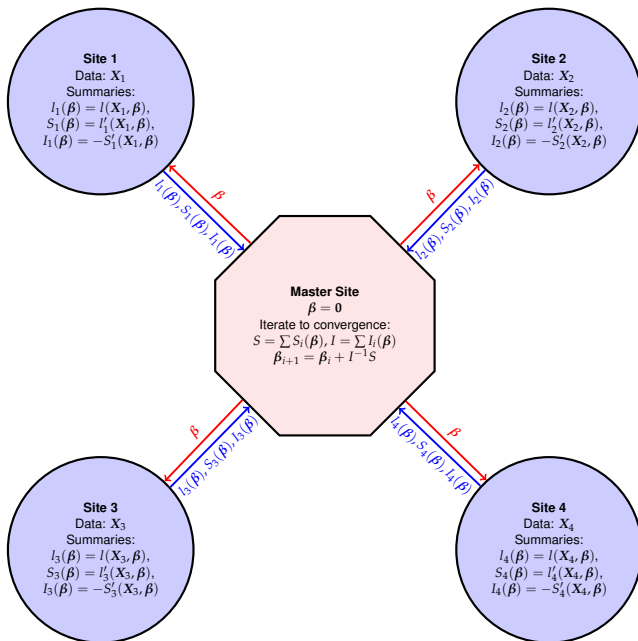 Site 1
Data: X₁
Summaries:
l₁(β) = l(X₁, β),
S₁(β) = l′₁(X₁, β),
I₁(β) = −S′₁(X₁, β)
Site 2
Data: X₂
Summaries:
l₂(β) = l(X₂, β),
S₂(β) = l′₂(X₂, β),
I₂(β) = −S′₂(X₂, β)
β
l₁(β), S₁(β), I₁(β)
β
l₂(β), S₂(β), I₂(β)
Master Site
β = 0
Iterate to convergence:
S = ∑ Sᵢ(β), I = ∑ Iᵢ(β)
βᵢ₊₁ = βᵢ + I⁻¹S
β
l₃(β), S₃(β), I₃(β)
β
l₄(β), S₄(β), I₄(β)
Site 3
Data: X₃
Summaries:
l₃(β) = l(X₃, β),
S₃(β) = l′₃(X₃, β),
I₃(β) = −S′₃(X₃, β)
Site 4
Data: X₄
Summaries:
l₄(β) = l(X₄, β),
S₄(β) = l′₄(X₄, β),
I₄(β) = −S′₄(X₄, β)